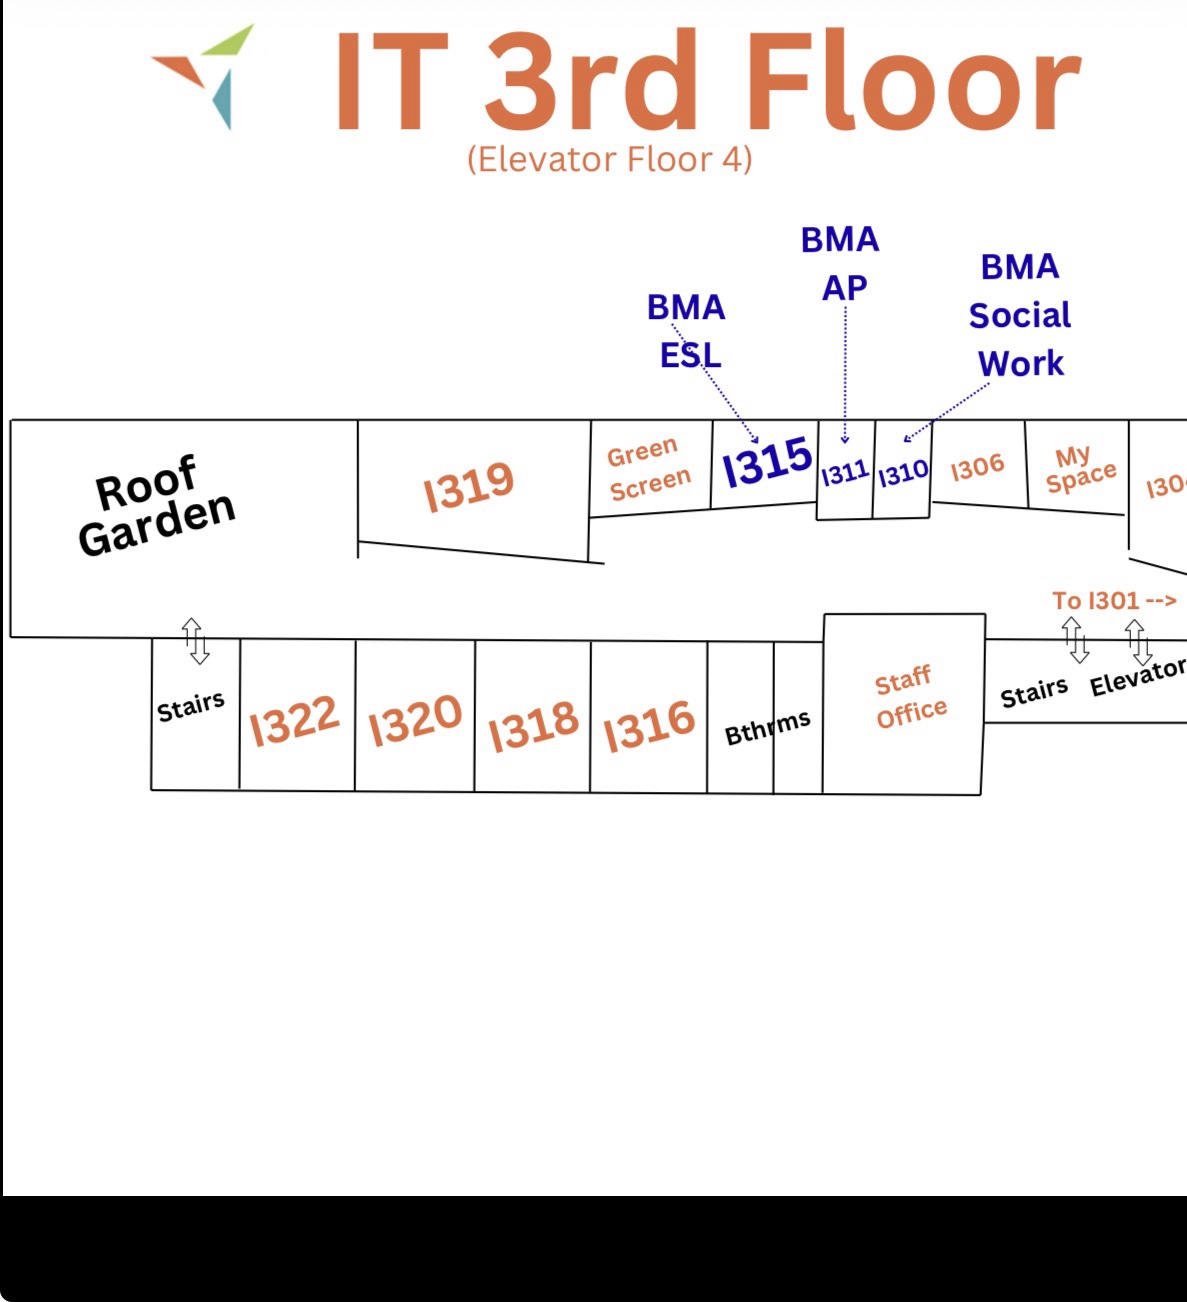 IT 3rd Floor
(Elevator Floor 4)
BMA
AP
BMA
Social
Work
BMA
ESL
Roof
Garden
I319
Green
Screen
I315
I311
I310
I306
My
Space
To I301 -->
Stairs
I322
I320
I318
I316
Bthrms
Staff
Office
Stairs
Elevator